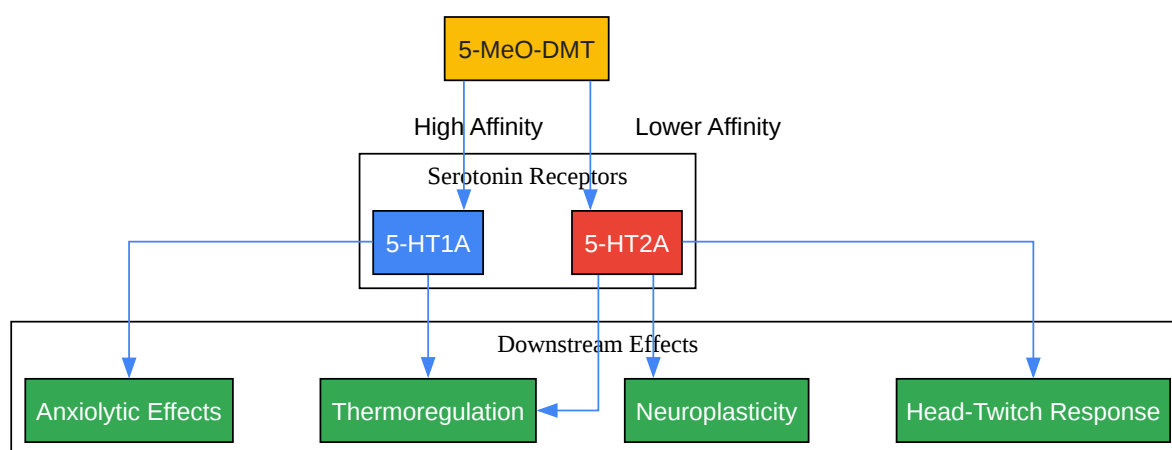 5-MeO-DMT
High Affinity
Lower Affinity
Serotonin Receptors
5-HT1A
5-HT2A
Downstream Effects
Anxiolytic Effects
Thermoregulation
Neuroplasticity
Head-Twitch Response